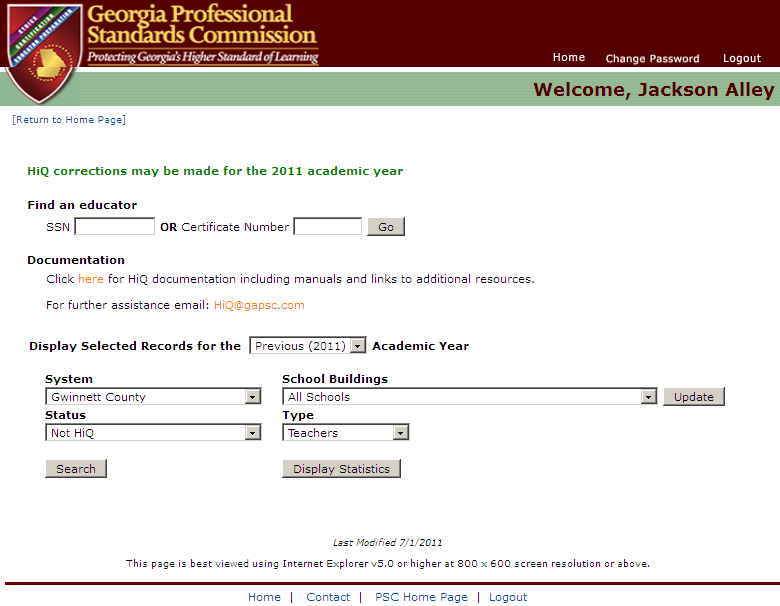 Georgia Professional
Standards Commission
Protecting Georgia's Higher Standard of Learning
ETHICS
CERTIFICATION
EDUCATOR PREPARATION
Home Change Password Logout
Welcome, Jackson Alley
[Return to Home Page]
HiQ corrections may be made for the 2011 academic year
Find an educator
SSN OR Certificate Number Go
Documentation
Click here for HiQ documentation including manuals and links to additional resources.
For further assistance email: HiQ@gapsc.com
Display Selected Records for the Previous (2011) Academic Year
System School Buildings
Gwinnett County All Schools Update
Status Type
Not HiQ Teachers
Search Display Statistics
Last Modified 7/1/2011
This page is best viewed using Internet Explorer v5.0 or higher at 800 x 600 screen resolution or above.
Home | Contact | PSC Home Page | Logout